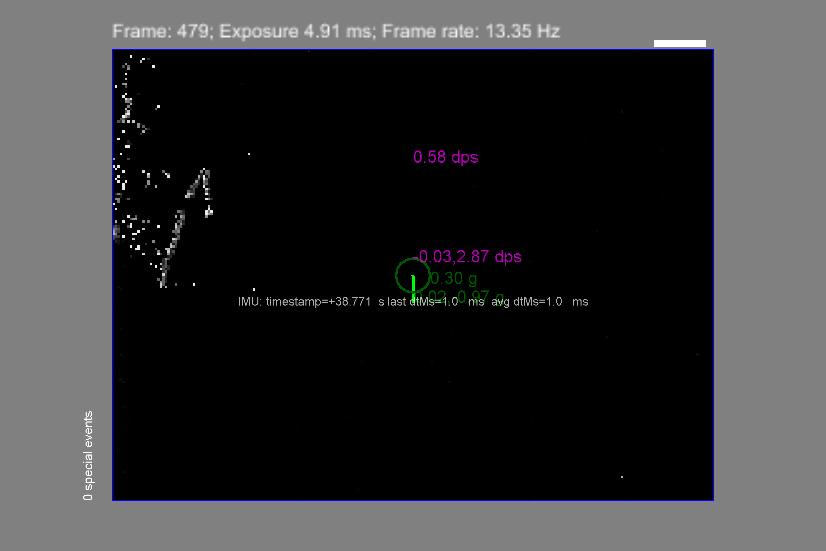 Frame: 479; Exposure 4.91 ms; Frame rate: 13.35 Hz
0.58 dps
-0.03,2.87 dps
0.30 g
0.97 g
IMU: timestamp=+38.771 s last dtMs=1.0 ms avg dtMs=1.0 ms
0 special events